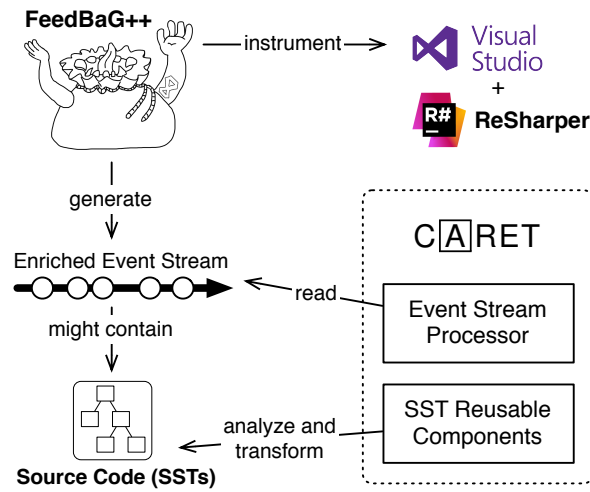 FeedBaG++
instrument
Visual
Studio
+
R#
ReSharper
generate
CARET
Enriched Event Stream
read
Event Stream
Processor
might contain
analyze and
transform
SST Reusable
Components
Source Code (SSTs)